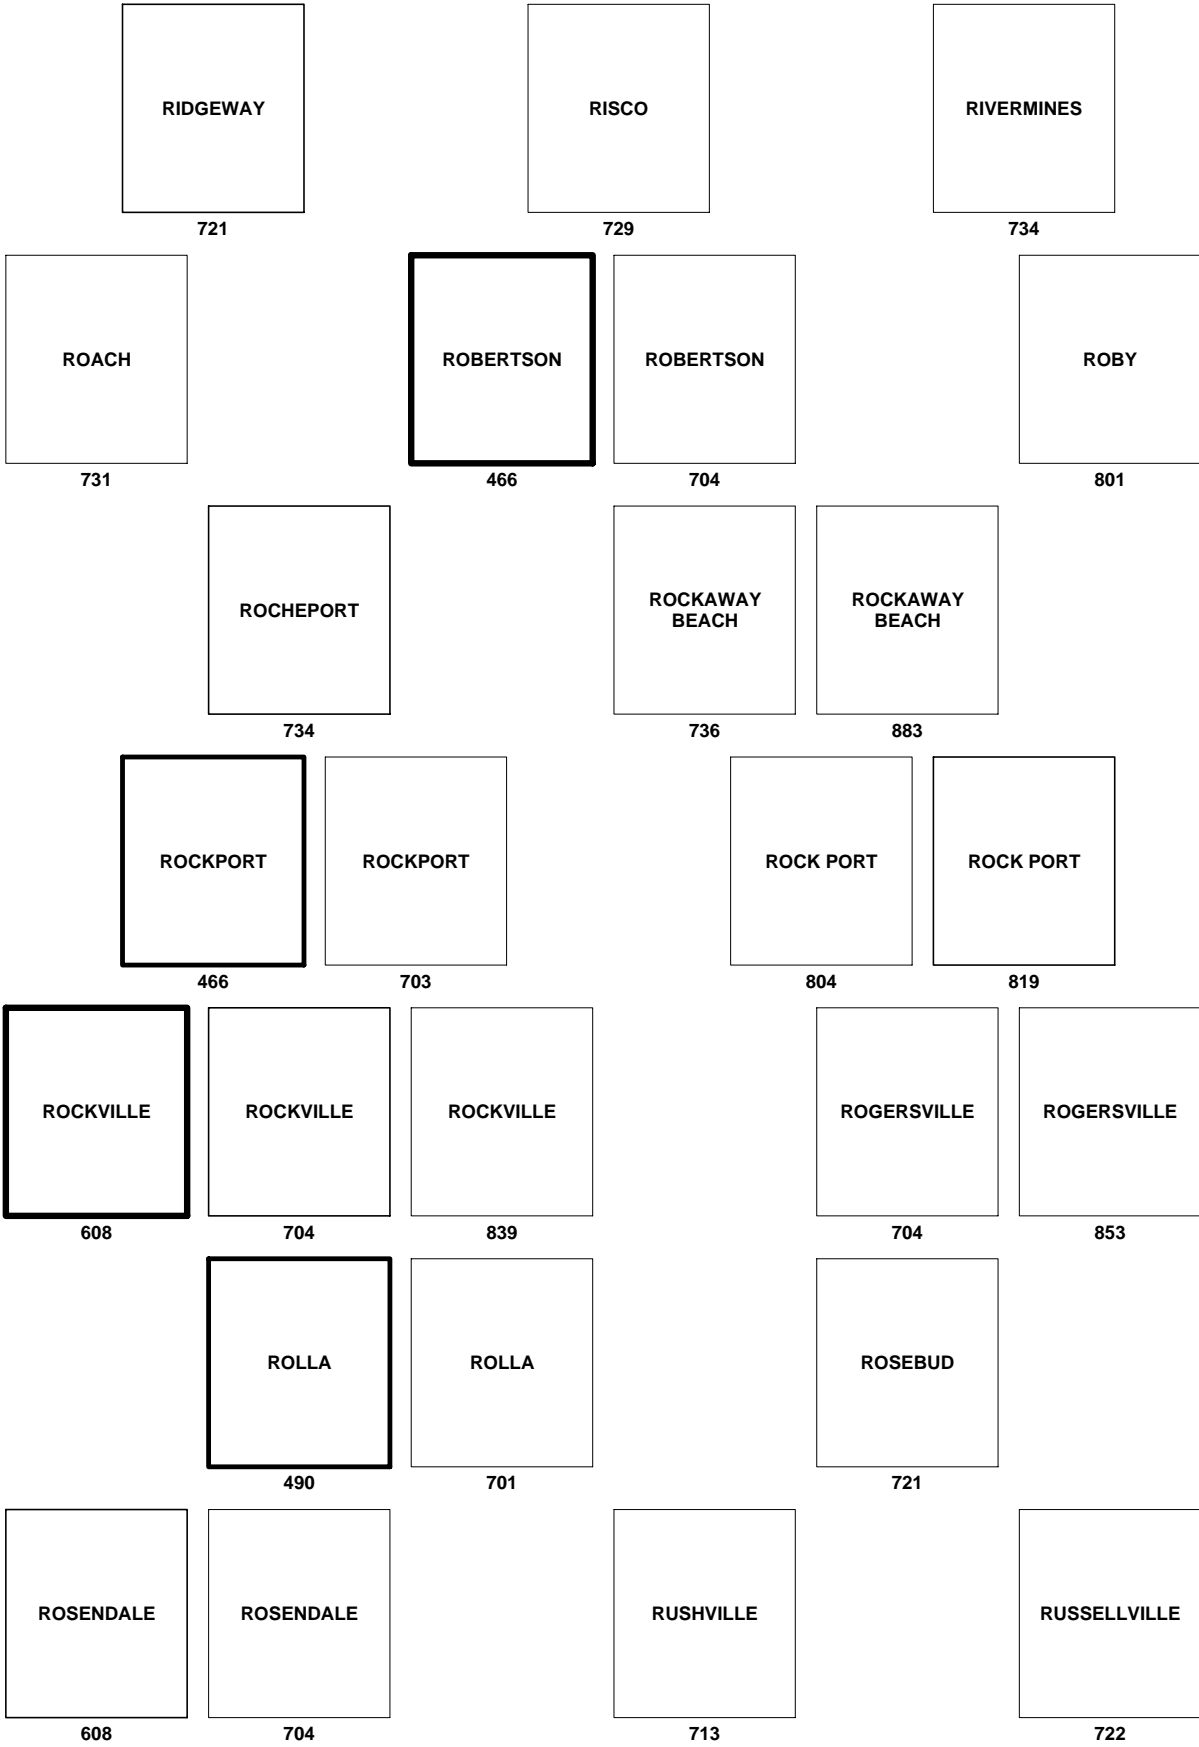 RIDGEWAY
RISCO
RIVERMINES
721
729
734
ROACH
ROBERTSON
ROBERTSON
ROBY
731
466
704
801
ROCHEPORT
ROCKAWAY
BEACH
ROCKAWAY
BEACH
734
736
883
ROCKPORT
ROCKPORT
ROCK PORT
ROCK PORT
466
703
804
819
ROCKVILLE
ROCKVILLE
ROCKVILLE
ROGERSVILLE
ROGERSVILLE
608
704
839
704
853
ROLLA
ROLLA
ROSEBUD
490
701
721
ROSENDALE
ROSENDALE
RUSHVILLE
RUSSELLVILLE
608
704
713
722